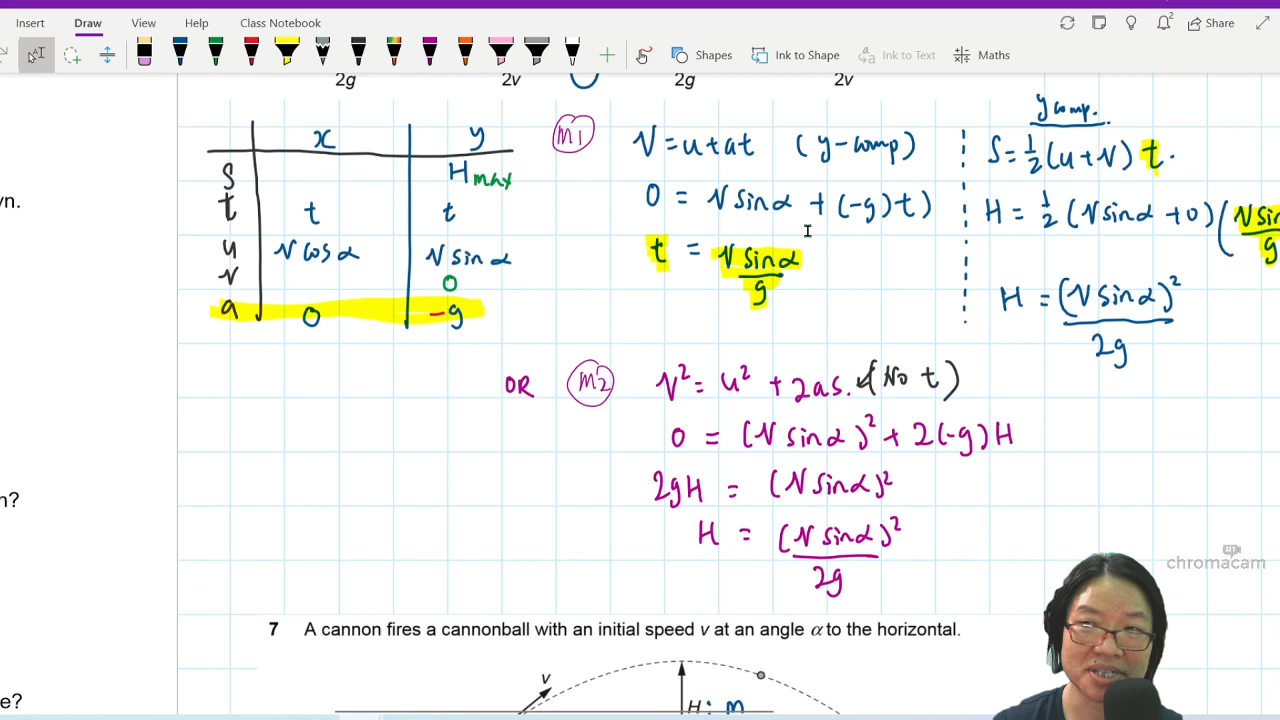 Insert Draw View Help Class Notebook
Share
Shapes Ink to Shape Ink to Text Maths
2g 2v 2g 2v
yn.
n?
e?
x y
S Hmax
t t t
u v cos α v sin α
v 0
a 0 -g
M1 v = u + at (y-comp)
0 = v sin α + (-g)t)
t = v sin α / g
y comp.
S = 1/2 (u + v) t.
H = 1/2 (v sin α + 0) (v sin
g
H = (v sin α)² / 2g
OR M2 v² = u² + 2as. (No t)
0 = (v sin α)² + 2(-g)H
2gH = (v sin α)²
H = (v sin α)² / 2g
chromacam
7 A cannon fires a cannonball with an initial speed v at an angle α to the horizontal.
v
H: m